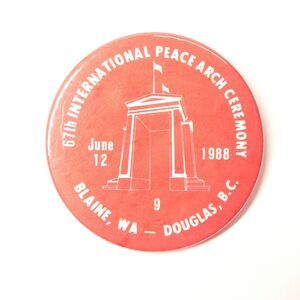 67th INTERNATIONAL PEACE ARCH CEREMONY
June
12
1988
9
BLAINE, WA — DOUGLAS, B.C.